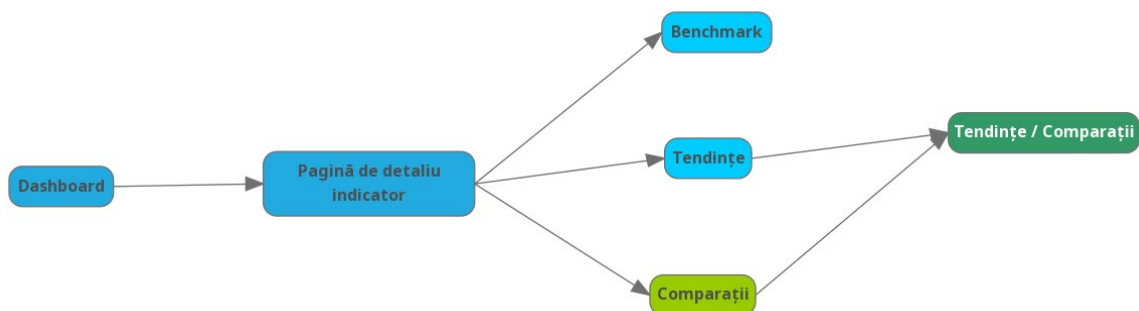 Benchmark
Tendințe / Comparații
Tendințe
Dashboard
Pagină de detaliu
indicator
Comparații